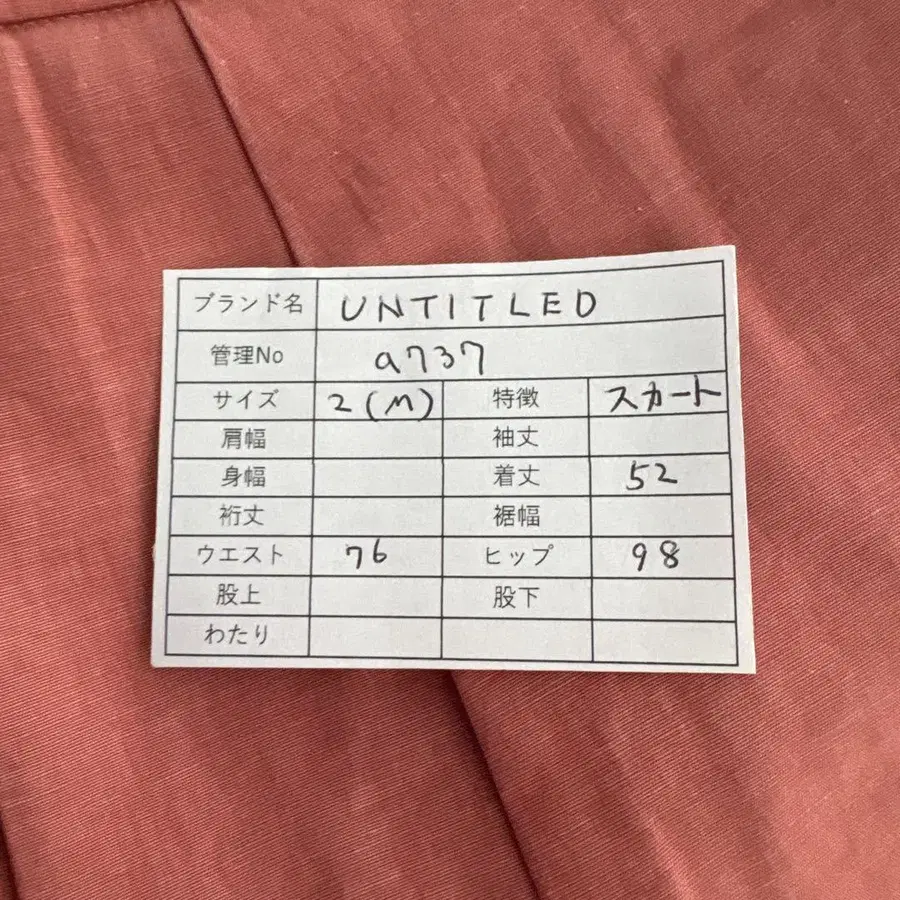 ブランド名 UNTITLED
管理No a737
サイズ 2(M) 特徴 スカート
肩幅 袖丈
身幅 着丈 52
裄丈 裾幅
ウエスト 76 ヒップ 98
股上 股下
わたり